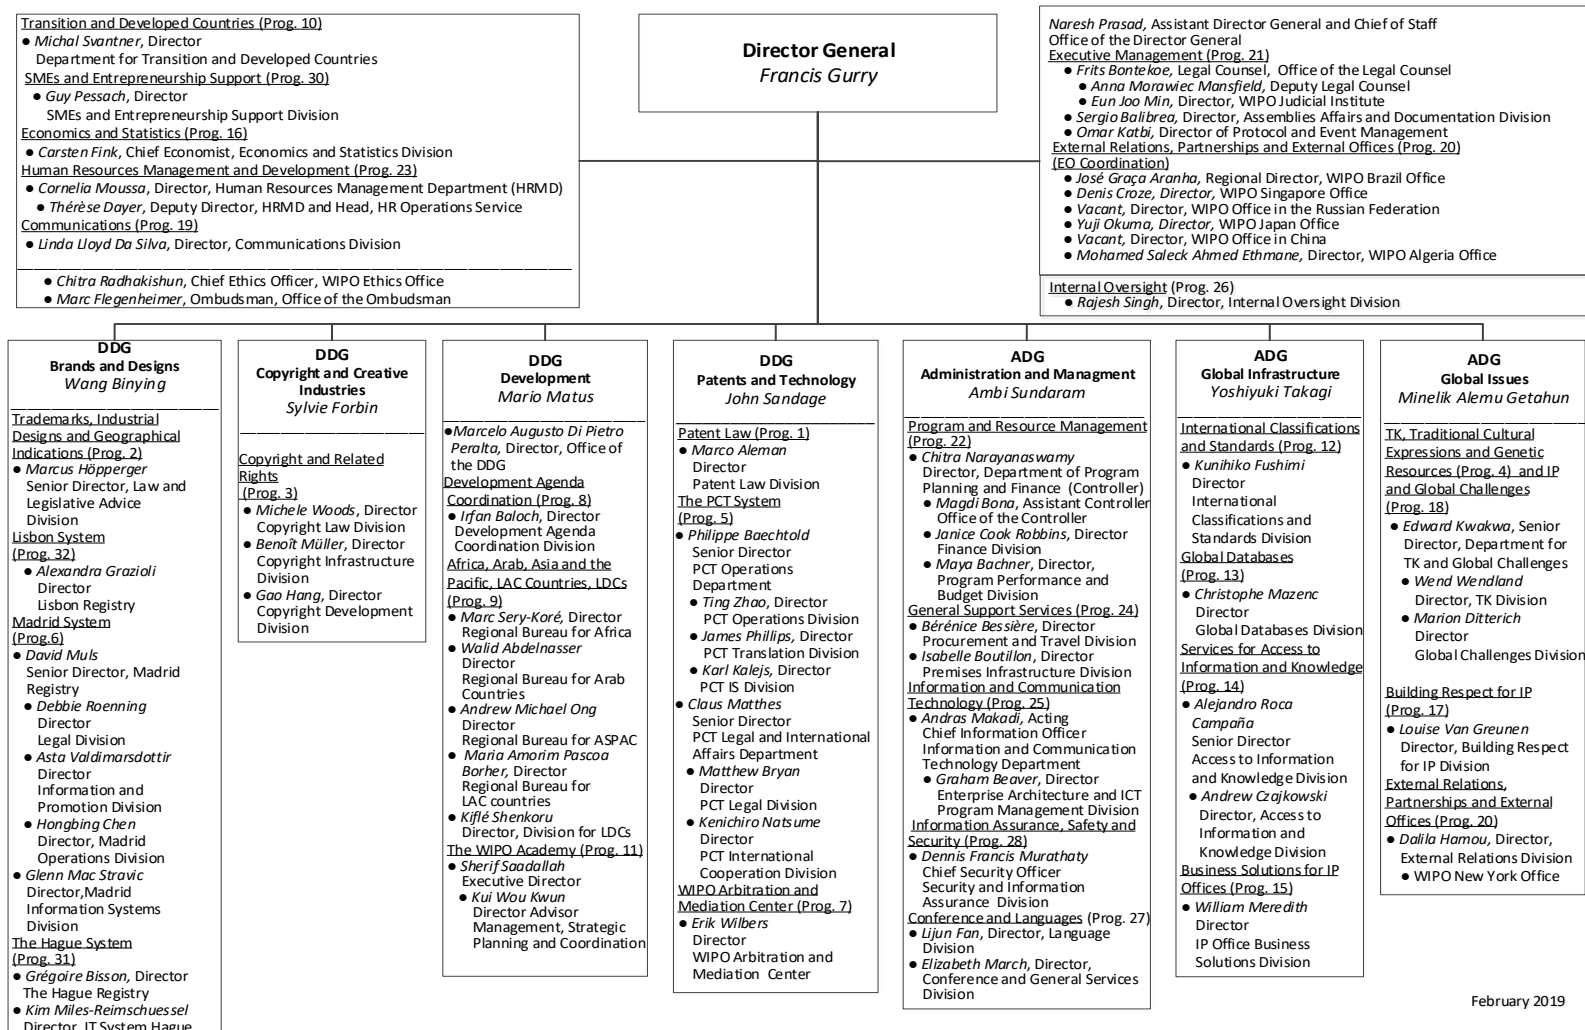 Transition and Developed Countries (Prog. 10)
● Michal Svantner, Director
Department for Transition and Developed Countries
SMEs and Entrepreneurship Support (Prog. 30)
● Guy Pessach, Director
SMEs and Entrepreneurship Support Division
Economics and Statistics (Prog. 16)
● Carsten Fink, Chief Economist, Economics and Statistics Division
Human Resources Management and Development (Prog. 23)
● Cornelia Moussa, Director, Human Resources Management Department (HRMD)
● Thérèse Dayer, Deputy Director, HRMD and Head, HR Operations Service
Communications (Prog. 19)
● Linda Lloyd Da Silva, Director, Communications Division
● Chitra Radhakishun, Chief Ethics Officer, WIPO Ethics Office
● Marc Flegenheimer, Ombudsman, Office of the Ombudsman
Director General
Francis Gurry
Naresh Prasad, Assistant Director General and Chief of Staff
Office of the Director General
Executive Management (Prog. 21)
● Frits Bontekoe, Legal Counsel, Office of the Legal Counsel
● Anna Morawiec Mansfield, Deputy Legal Counsel
● Eun Joo Min, Director, WIPO Judicial Institute
● Sergio Balibrea, Director, Assemblies Affairs and Documentation Division
● Omar Katbi, Director of Protocol and Event Management
External Relations, Partnerships and External Offices (Prog. 20)
(EO Coordination)
● José Graça Aranha, Regional Director, WIPO Brazil Office
● Denis Croze, Director, WIPO Singapore Office
● Vacant, Director, WIPO Office in the Russian Federation
● Yuji Okuma, Director, WIPO Japan Office
● Vacant, Director, WIPO Office in China
● Mohamed Saleck Ahmed Ethmane, Director, WIPO Algeria Office
Internal Oversight (Prog. 26)
● Rajesh Singh, Director, Internal Oversight Division
DDG
Brands and Designs
Wang Binying
Trademarks, Industrial
Designs and Geographical
Indications (Prog. 2)
● Marcus Höpperger
Senior Director, Law and
Legislative Advice
Division
Lisbon System
(Prog. 32)
● Alexandra Grazioli
Director
Lisbon Registry
Madrid System
(Prog.6)
● David Muls
Senior Director, Madrid
Registry
● Debbie Roenning
Director
Legal Division
● Asta Valdimarsdottir
Director
Information and
Promotion Division
● Hongbing Chen
Director, Madrid
Operations Division
● Glenn Mac Stravic
Director,Madrid
Information Systems
Division
The Hague System
(Prog. 31)
● Grégoire Bisson, Director
The Hague Registry
● Kim Miles-Reimschuessel
Director, IT System Hague
DDG
Copyright and Creative
Industries
Sylvie Forbin
Copyright and Related
Rights
(Prog. 3)
● Michele Woods, Director
Copyright Law Division
● Benoît Müller, Director
Copyright Infrastructure
Division
● Gao Hang, Director
Copyright Development
Division
DDG
Development
Mario Matus
●Marcelo Augusto Di Pietro
Peralta, Director, Office of
the DDG
Development Agenda
Coordination (Prog. 8)
● Irfan Baloch, Director
Development Agenda
Coordination Division
Africa, Arab, Asia and the
Pacific, LAC Countries, LDCs
(Prog. 9)
● Marc Sery-Koré, Director
Regional Bureau for Africa
● Walid Abdelnasser
Director
Regional Bureau for Arab
Countries
● Andrew Michael Ong
Director
Regional Bureau for ASPAC
● Maria Amorim Pascoa
Borher, Director
Regional Bureau for
LAC countries
● Kiflé Shenkoru
Director, Division for LDCs
The WIPO Academy (Prog. 11)
● Sherif Saadallah
Executive Director
● Kui Wou Kwun
Director Advisor
Management, Strategic
Planning and Coordination
DDG
Patents and Technology
John Sandage
Patent Law (Prog. 1)
● Marco Aleman
Director
Patent Law Division
The PCT System
(Prog. 5)
● Philippe Baechtold
Senior Director
PCT Operations
Department
● Ting Zhao, Director
PCT Operations Division
● James Phillips, Director
PCT Translation Division
● Karl Kalejs, Director
PCT IS Division
● Claus Matthes
Senior Director
PCT Legal and International
Affairs Department
● Matthew Bryan
Director
PCT Legal Division
● Kenichiro Natsume
Director
PCT International
Cooperation Division
WIPO Arbitration and
Mediation Center (Prog. 7)
● Erik Wilbers
Director
WIPO Arbitration and
Mediation Center
ADG
Administration and Managment
Ambi Sundaram
Program and Resource Management
(Prog. 22)
● Chitra Narayanaswamy
Director, Department of Program
Planning and Finance (Controller)
● Magdi Bona, Assistant Controller
Office of the Controller
● Janice Cook Robbins, Director
Finance Division
● Maya Bachner, Director,
Program Performance and
Budget Division
General Support Services (Prog. 24)
● Bérénice Bessière, Director
Procurement and Travel Division
● Isabelle Boutillon, Director
Premises Infrastructure Division
Information and Communication
Technology (Prog. 25)
● Andras Makadi, Acting
Chief Information Officer
Information and Communication
Technology Department
● Graham Beaver, Director
Enterprise Architecture and ICT
Program Management Division
Information Assurance, Safety and
Security (Prog. 28)
● Dennis Francis Murathaty
Chief Security Officer
Security and Information
Assurance Division
Conference and Languages (Prog. 27)
● Lijun Fan, Director, Language
Division
● Elizabeth March, Director,
Conference and General Services
Division
ADG
Global Infrastructure
Yoshiyuki Takagi
International Classifications
and Standards (Prog. 12)
● Kunihiko Fushimi
Director
International
Classifications and
Standards Division
Global Databases
(Prog. 13)
● Christophe Mazenc
Director
Global Databases Division
Services for Access to
Information and Knowledge
(Prog. 14)
● Alejandro Roca
Campaña
Senior Director
Access to Information
and Knowledge Division
● Andrew Czajkowski
Director, Access to
Information and
Knowledge Division
Business Solutions for IP
Offices (Prog. 15)
● William Meredith
Director
IP Office Business
Solutions Division
ADG
Global Issues
Minelik Alemu Getahun
TK, Traditional Cultural
Expressions and Genetic
Resources (Prog. 4) and IP
and Global Challenges
(Prog. 18)
● Edward Kwakwa, Senior
Director, Department for
TK and Global Challenges
● Wend Wendland
Director, TK Division
● Marion Ditterich
Director
Global Challenges Division
Building Respect for IP
(Prog. 17)
● Louise Van Greunen
Director, Building Respect
for IP Division
External Relations,
Partnerships and External
Offices (Prog. 20)
● Dalila Hamou, Director,
External Relations Division
● WIPO New York Office
February 2019